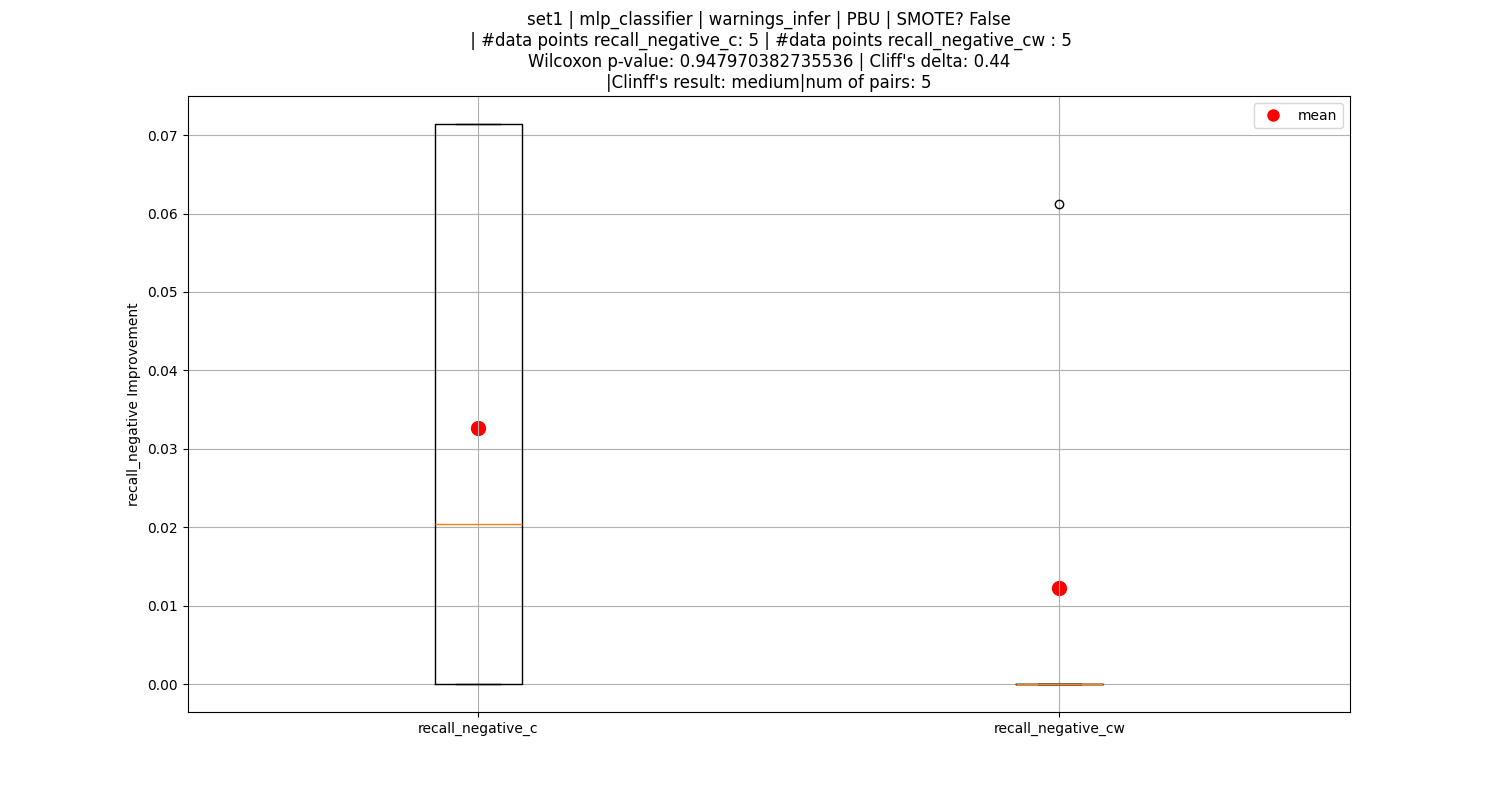 set1 | mlp_classifier | warnings_infer | PBU | SMOTE? False
| #data points recall_negative_c: 5 | #data points recall_negative_cw : 5
Wilcoxon p-value: 0.947970382735536 | Cliff's delta: 0.44
|Clinff's result: medium|num of pairs: 5
mean
recall_negative Improvement
0.07
0.06
0.05
0.04
0.03
0.02
0.01
0.00
recall_negative_c
recall_negative_cw